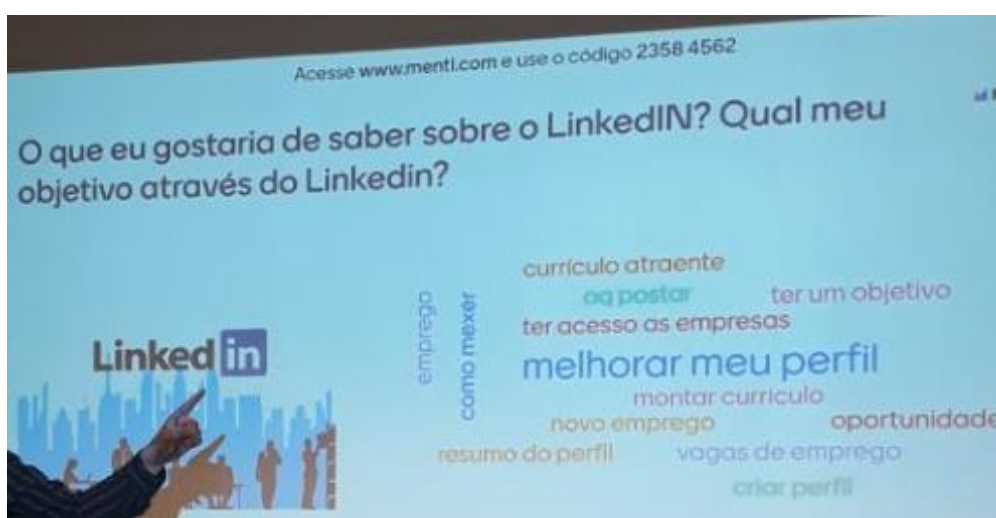 Acesse www.menti.com e use o código 2358 4562
O que eu gostaria de saber sobre o LinkedIN? Qual meu
objetivo através do Linkedin?
Linked in
emprego
como mexer
currículo atraente
oq postar
ter um objetivo
ter acesso as empresas
melhorar meu perfil
montar curriculo
novo emprego
oportunidade
resumo do perfil
vagas de emprego
criar perfil